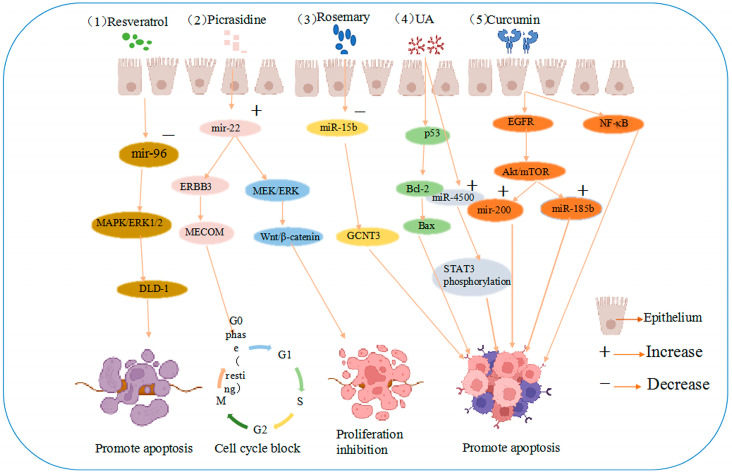 （1）Resveratrol
（2）Picrasidine
（3）Rosemary
（4）UA
（5）Curcumin
mir-96
−
MAPK/ERK1/2
DLD-1
Promote apoptosis
mir-22
+
ERBB3
MECOM
MEK/ERK
Wnt/β-catenin
G0
phas
e
（
resti
ng）
G1
S
G2
M
Cell cycle block
miR-15b
−
GCNT3
Proliferation
inhibition
p53
Bcl-2
Bax
miR-4500
+
STAT3
phosphorylation
EGFR
NF-κB
Akt/mTOR
mir-200
+
miR-185b
+
Promote apoptosis
Epithelium
+
Increase
−
Decrease